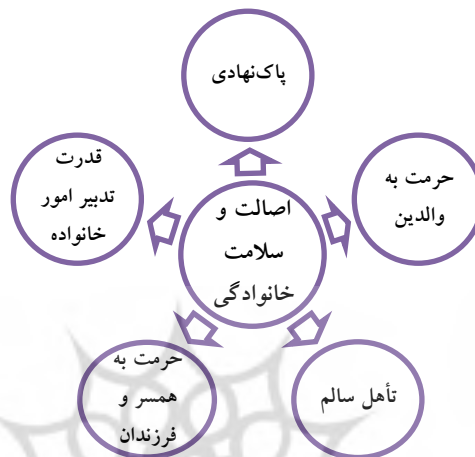 پاک‌نهادی
قدرت
تدبیر امور
خانواده
حرمت به
والدین
اصالت و
سلامت
خانوادگی
حرمت به
همسر و
فرزندان
تأهل سالم